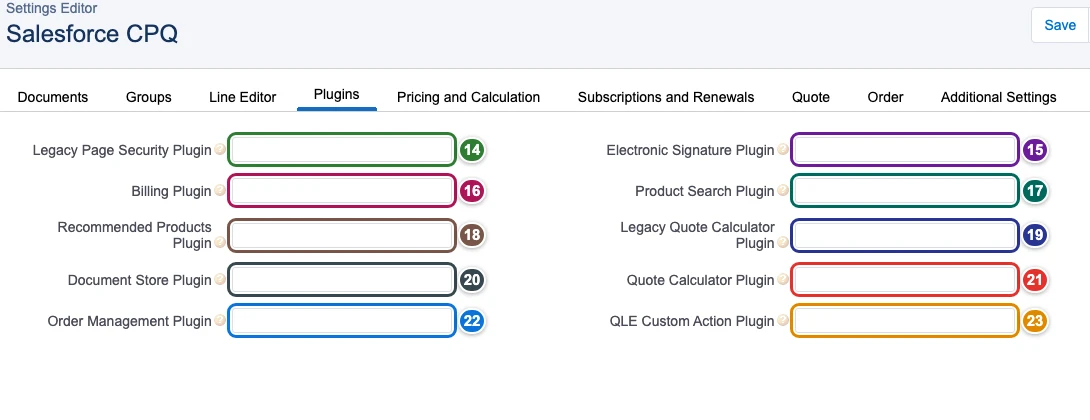 Settings Editor
Salesforce CPQ
Save
Documents Groups Line Editor Plugins Pricing and Calculation Subscriptions and Renewals Quote Order Additional Settings
Legacy Page Security Plugin ? 14 Electronic Signature Plugin ? 15
Billing Plugin ? 16 Product Search Plugin ? 17
Recommended Products
Plugin ? 18
Legacy Quote Calculator
Plugin ? 19
Document Store Plugin ? 20 Quote Calculator Plugin ? 21
Order Management Plugin ? 22 QLE Custom Action Plugin ? 23